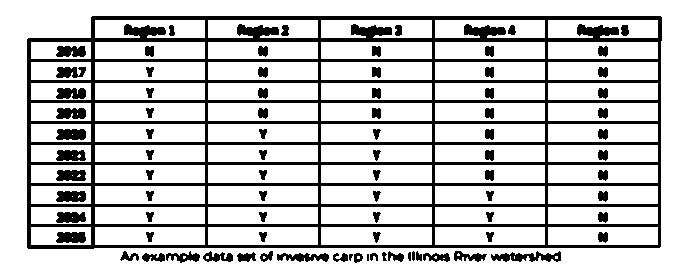 Region 1 Region 2 Region 3 Region 4 Region 5
2016 N N N N N
2017 Y N N N N
2018 Y N N N N
2019 Y N N N N
2020 Y Y Y N N
2021 Y Y Y N N
2022 Y Y Y N N
2023 Y Y Y Y N
2024 Y Y Y Y N
2025 Y Y Y Y N
An example data set of invasive carp in the Illinois River watershed